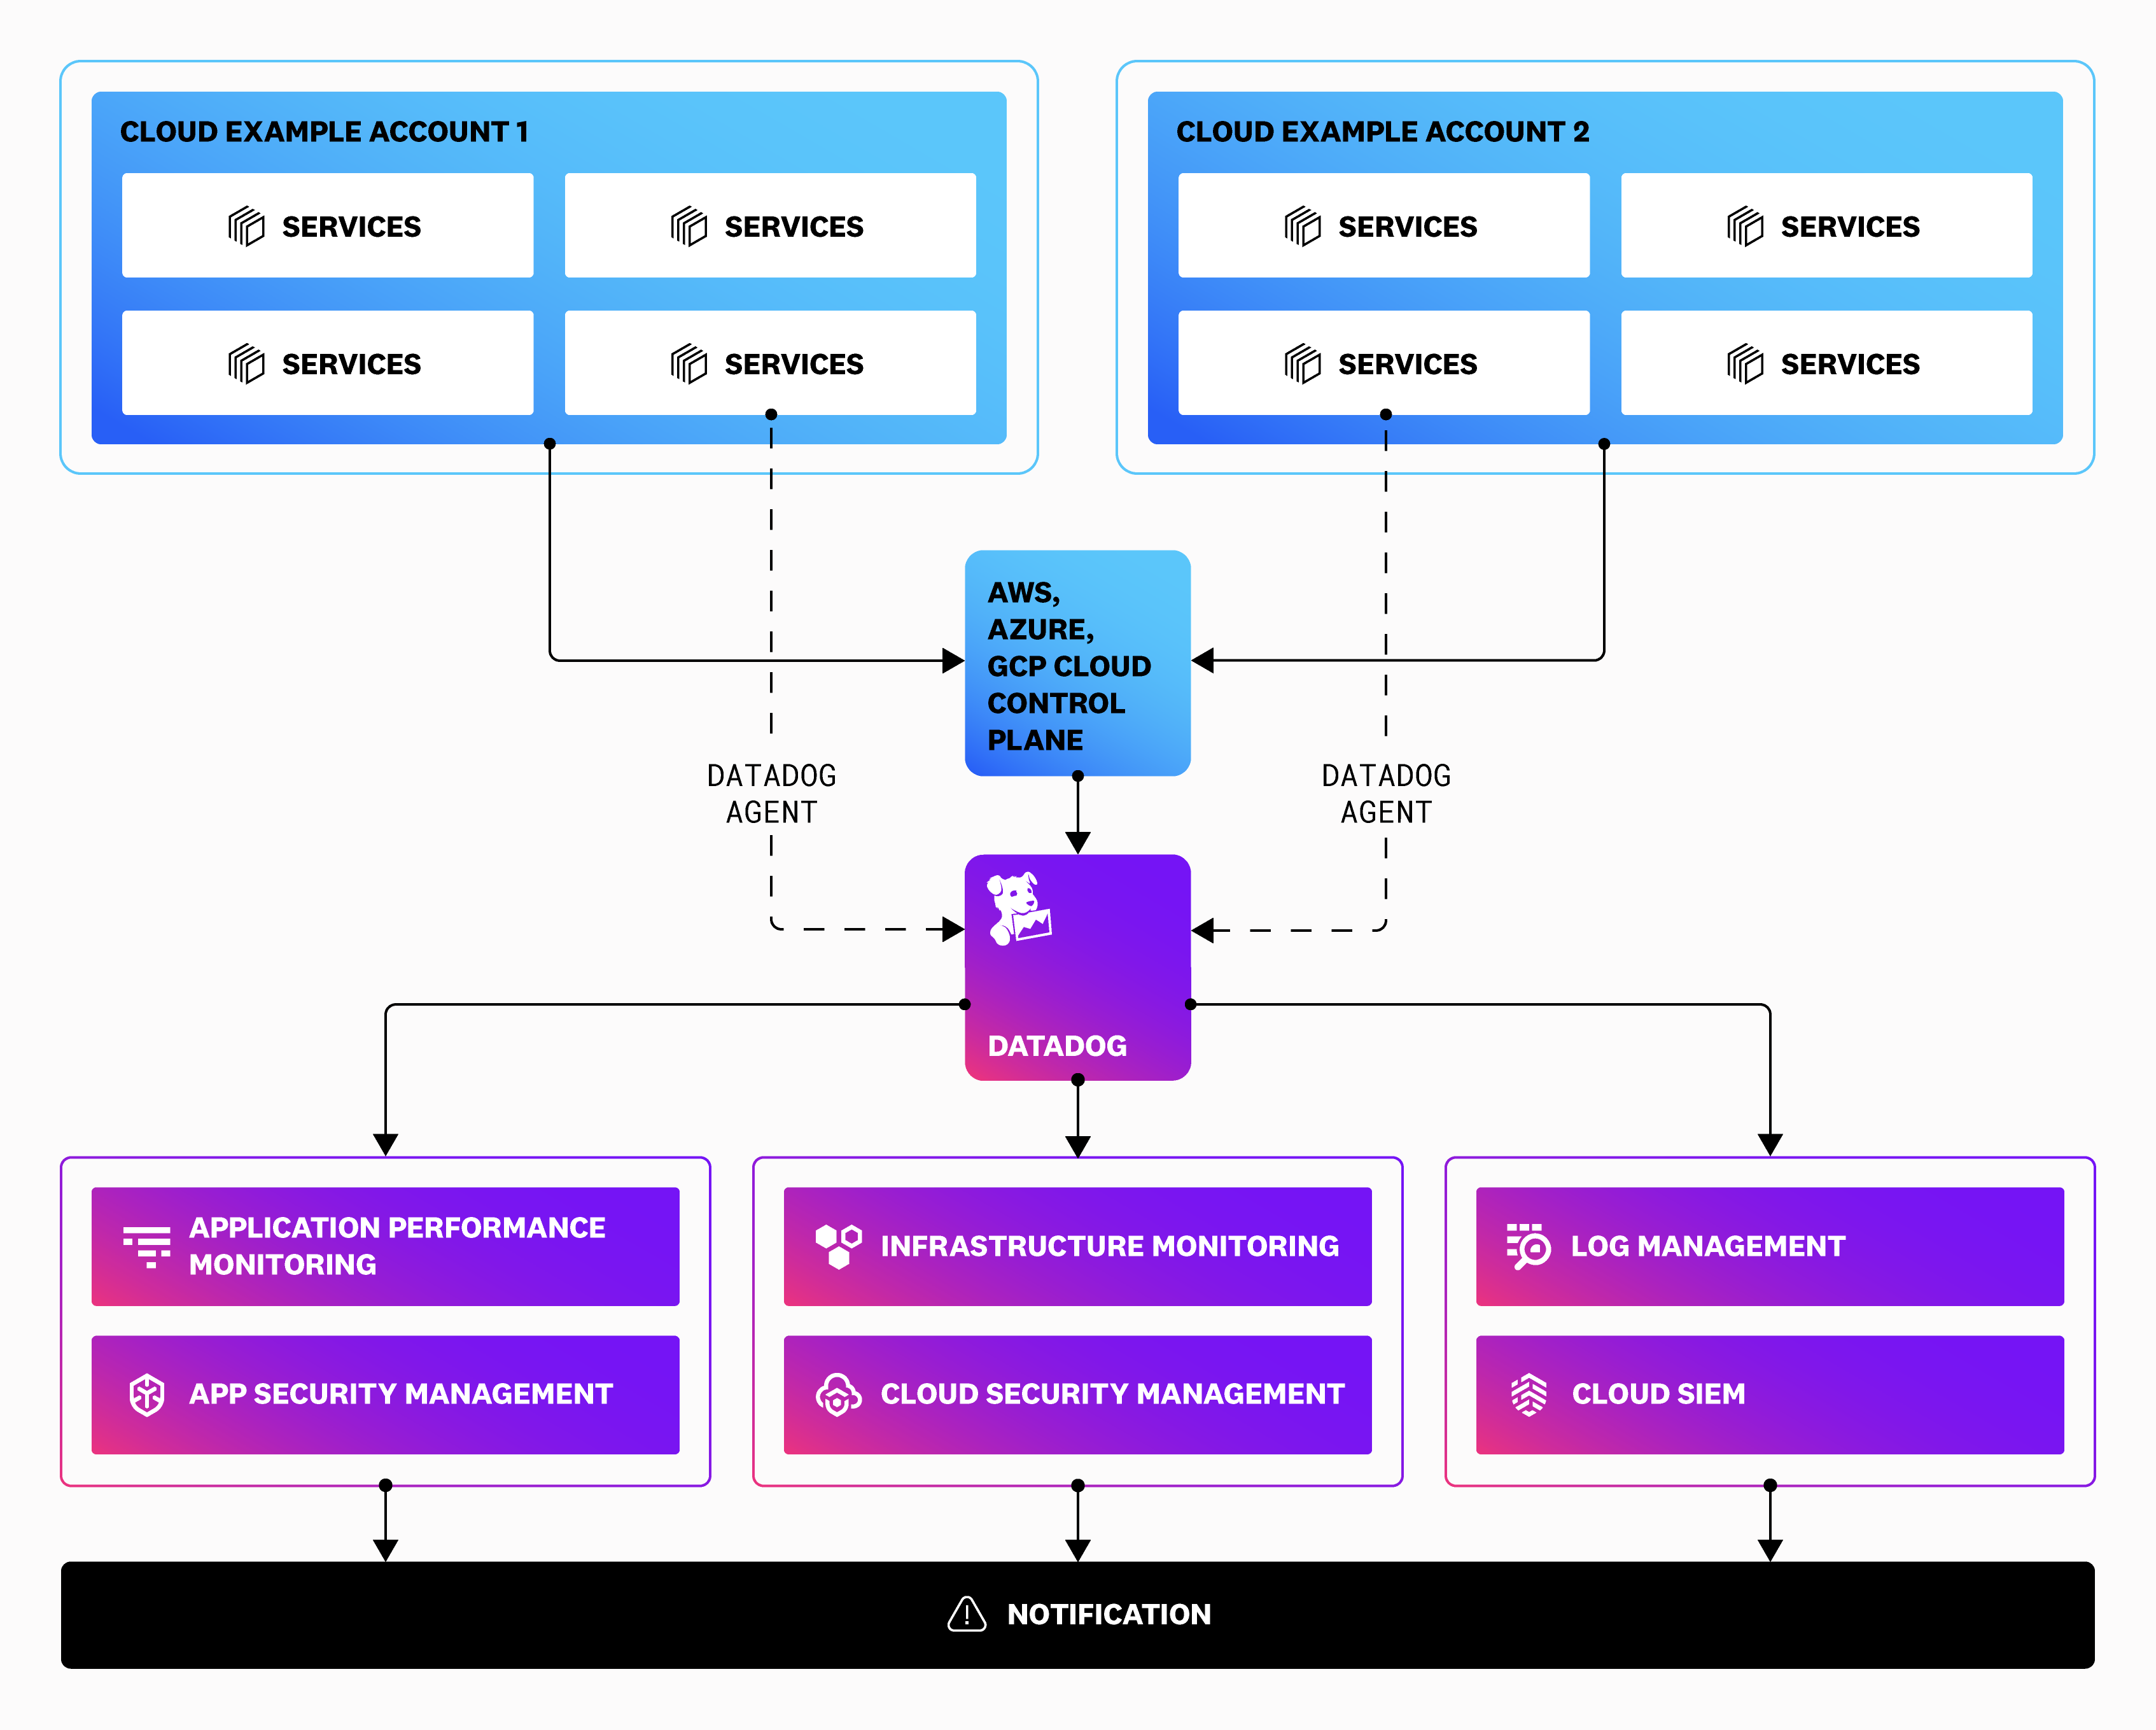 CLOUD EXAMPLE ACCOUNT 1
SERVICES
SERVICES
SERVICES
SERVICES
CLOUD EXAMPLE ACCOUNT 2
SERVICES
SERVICES
SERVICES
SERVICES
AWS,
AZURE,
GCP CLOUD
CONTROL
PLANE
DATADOG
AGENT
DATADOG
AGENT
DATADOG
APPLICATION PERFORMANCE
MONITORING
APP SECURITY MANAGEMENT
INFRASTRUCTURE MONITORING
CLOUD SECURITY MANAGEMENT
LOG MANAGEMENT
CLOUD SIEM
NOTIFICATION